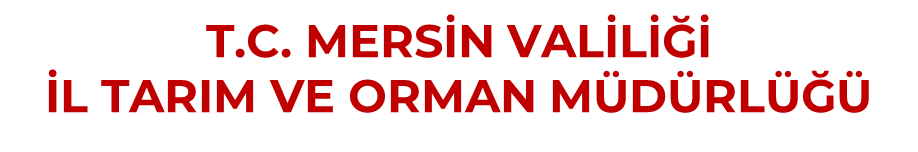 T.C. MERSİN VALİLİĞİ
İL TARIM VE ORMAN MÜDÜRLÜĞÜ